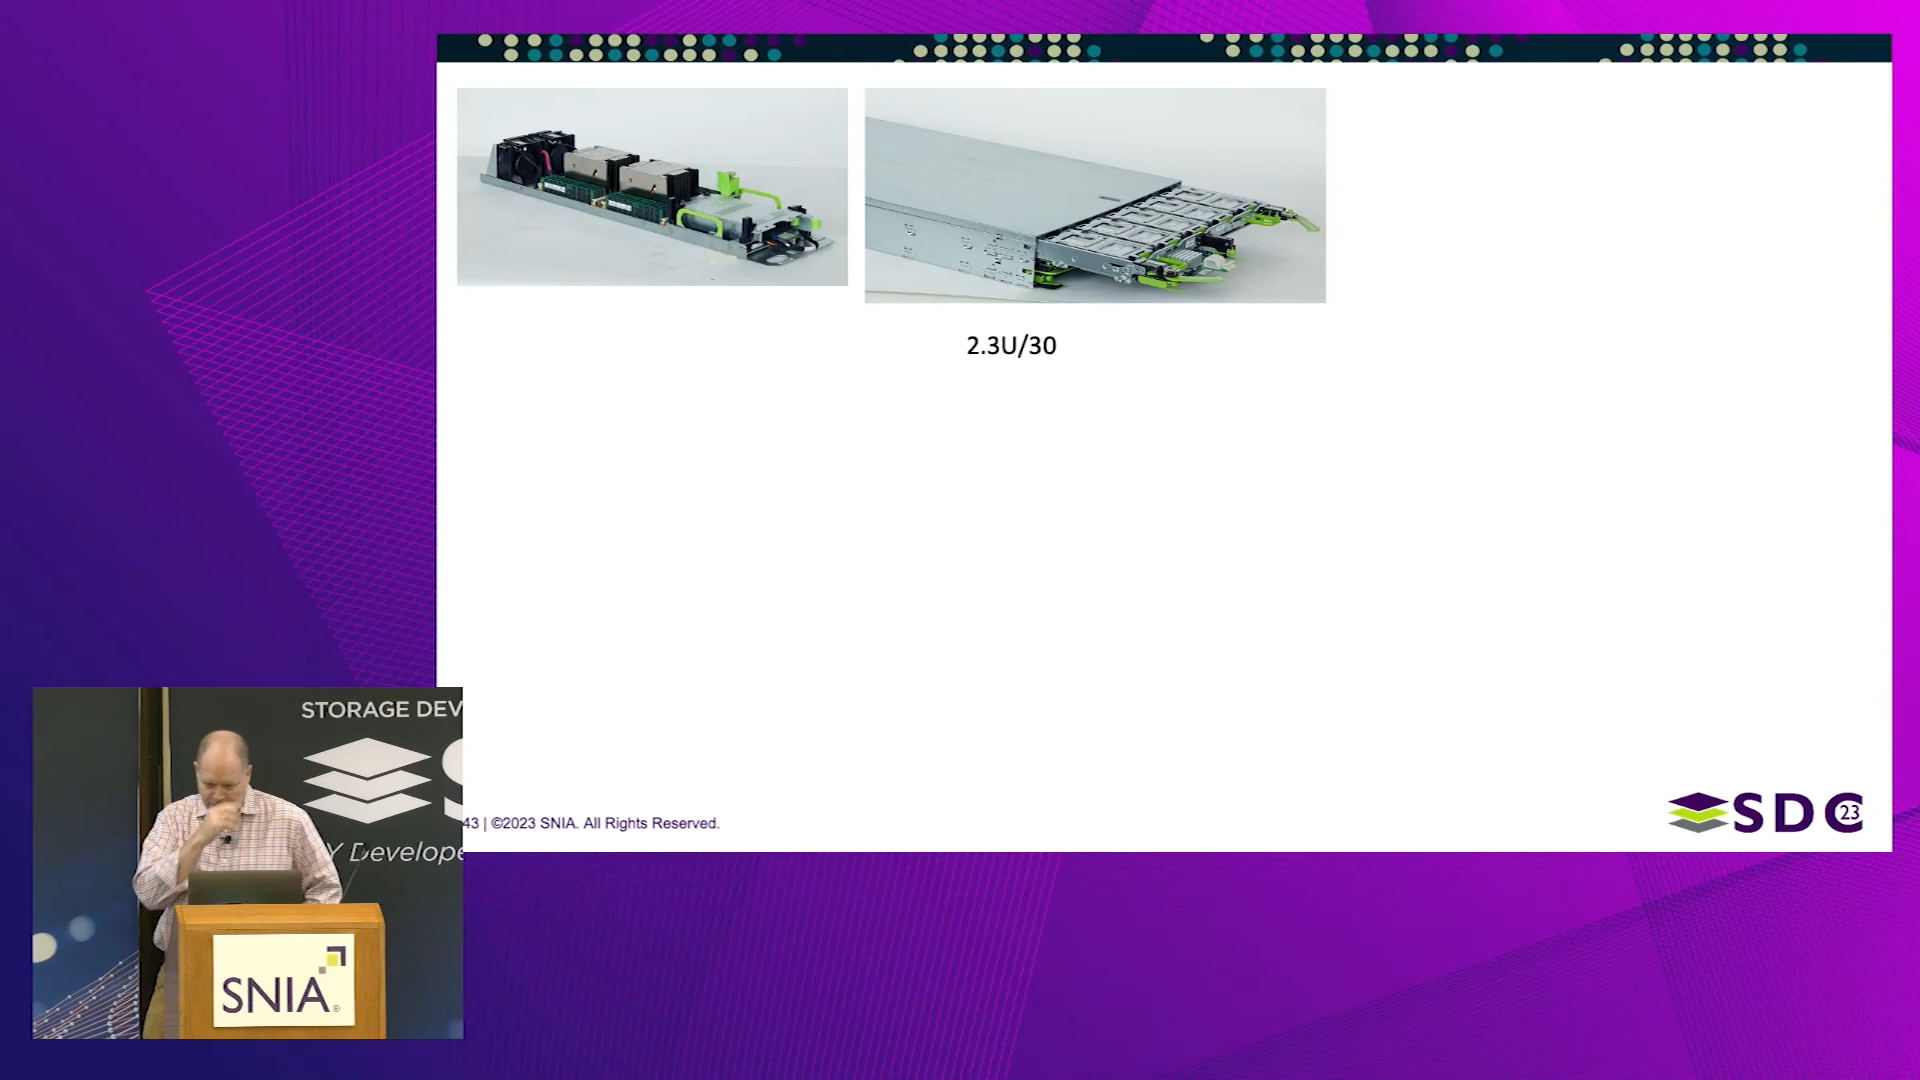 2.3U/30
43 | ©2023 SNIA. All Rights Reserved.
SDC
23
STORAGE DEV
S
Y Develope
SNIA®